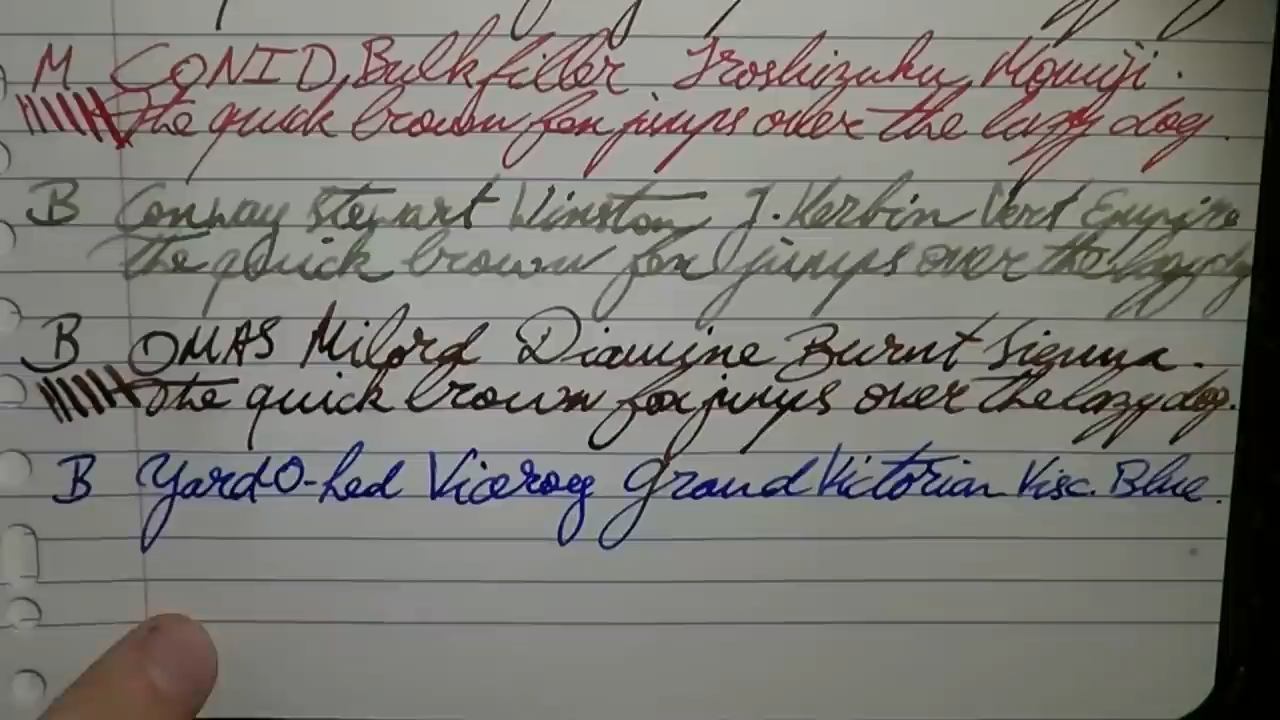 M CONID Bulkfiller Iroshizuku Momiji.
The quick brown fox jumps over the lazy dog.
B Conway Stewart Winston J. Herbin Vert Empire
The quick brown fox jumps over the lazy dog
B OMAS Milord Diamine Burnt Sienna.
The quick brown fox jumps over the lazy dog.
B Yard-O-Led Viceroy Grand Victorian Visc. Blue.